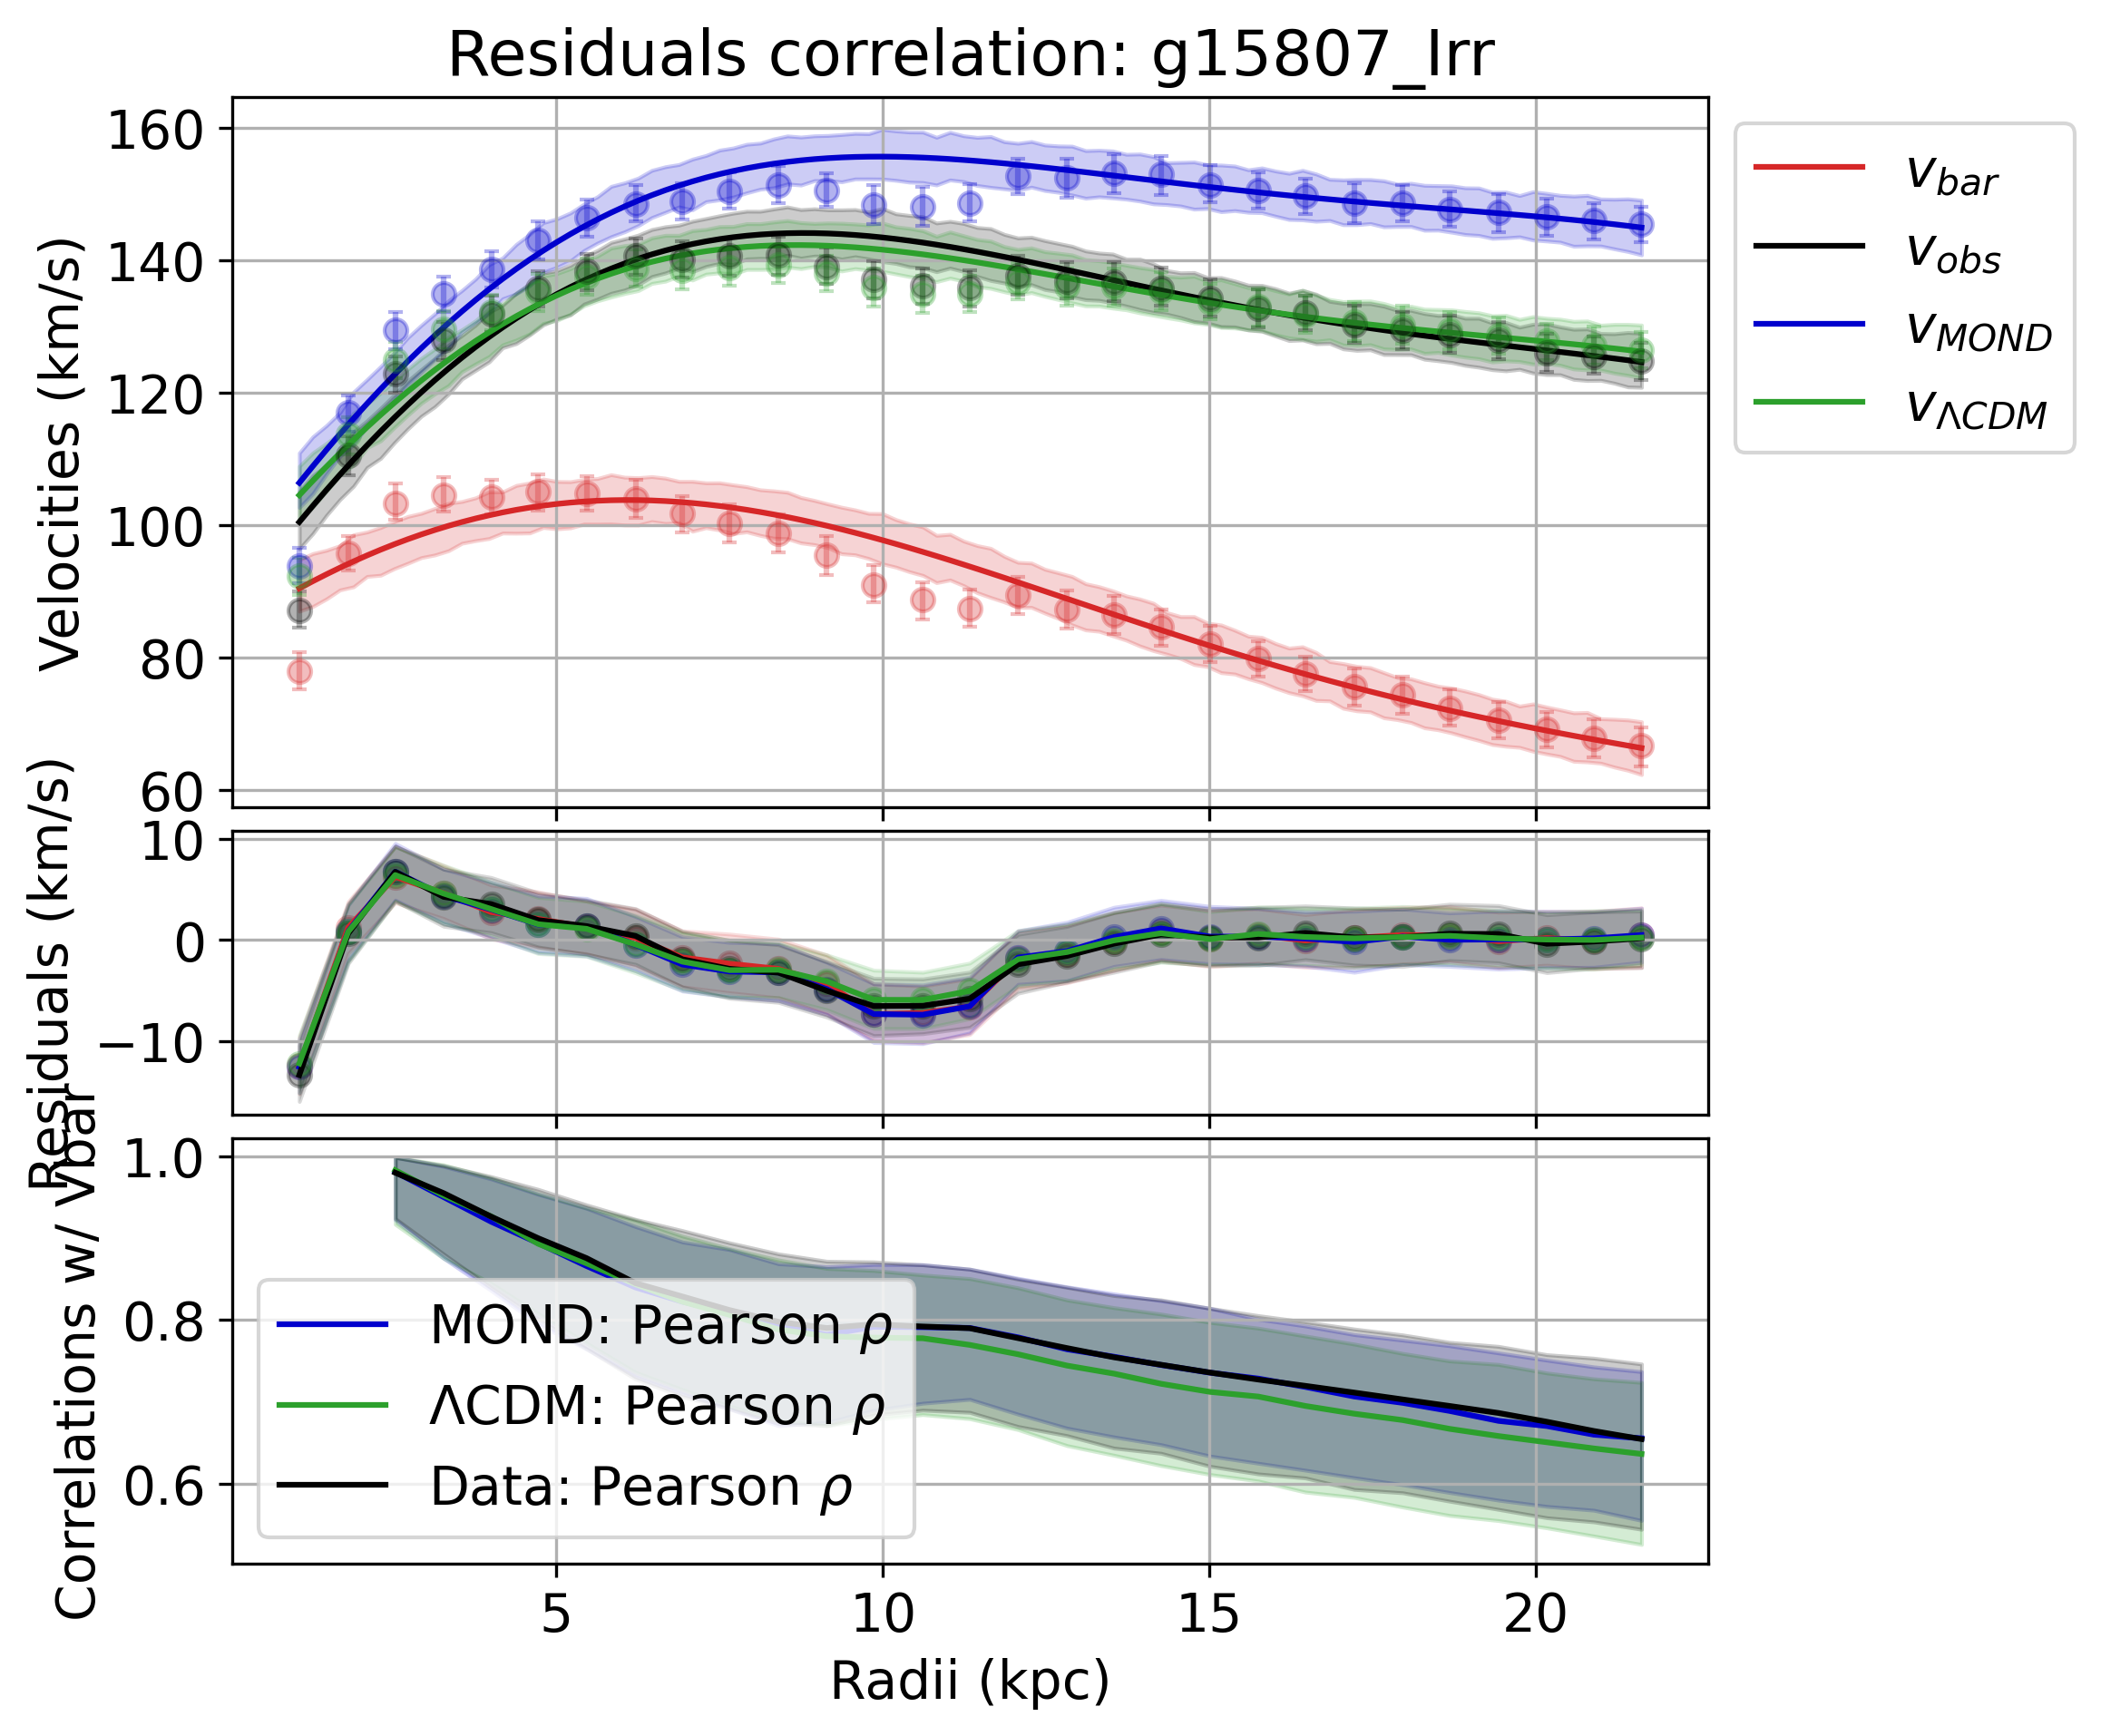 Residuals correlation: g15807_Irr
Velocities (km/s)
160
140
120
100
80
60
v_bar
v_obs
v_MOND
v_ΛCDM
Residuals (km/s)
10
0
−10
Correlations w/ Vbar
1.0
0.8
0.6
MOND: Pearson ρ
ΛCDM: Pearson ρ
Data: Pearson ρ
5 10 15 20
Radii (kpc)